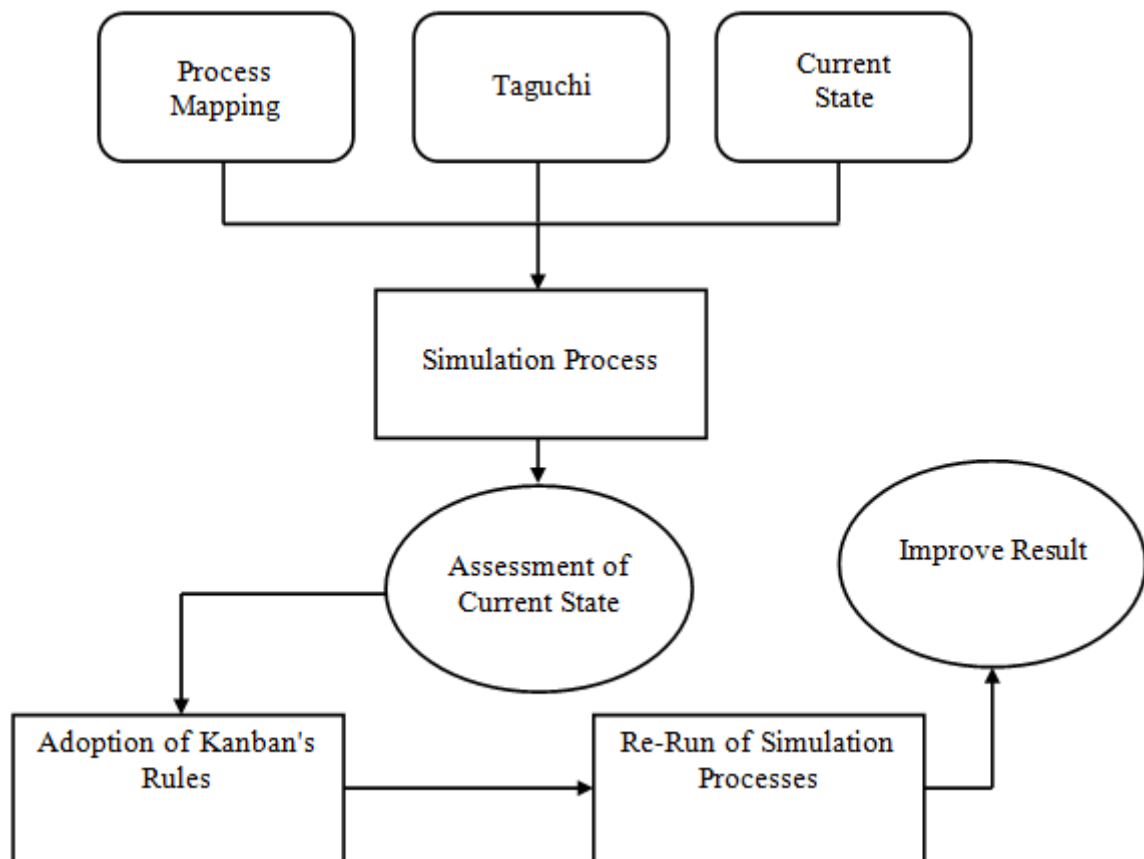 Process
Mapping
Taguchi
Current
State
Simulation Process
Assessment of
Current State
Improve Result
Adoption of Kanban's
Rules
Re-Run of Simulation
Processes